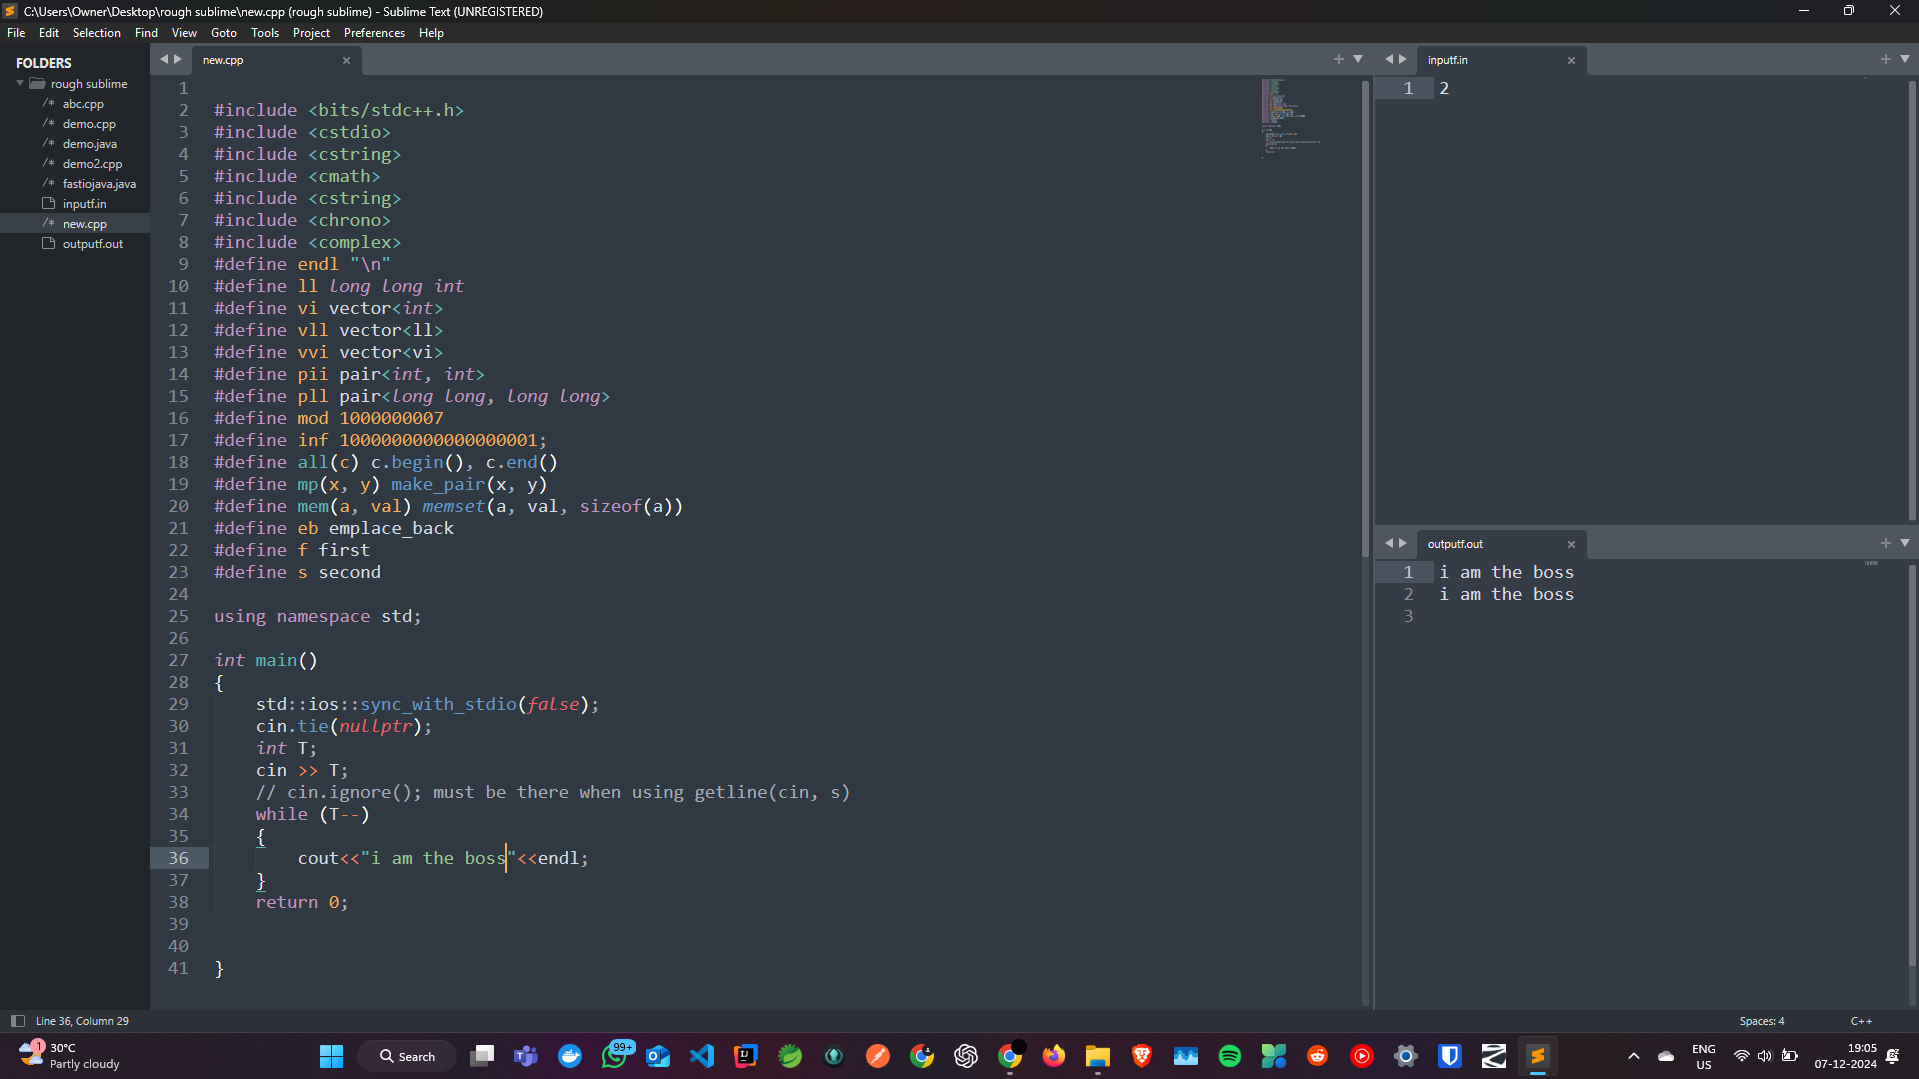 C:\Users\Owner\Desktop\rough sublime\new.cpp (rough sublime) - Sublime Text (UNREGISTERED)
File Edit Selection Find View Goto Tools Project Preferences Help
FOLDERS
rough sublime
/* abc.cpp
/* demo.cpp
/* demo.java
/* demo2.cpp
/* fastiojava.java
inputf.in
/* new.cpp
outputf.out
new.cpp
1
2 #include <bits/stdc++.h>
3 #include <cstdio>
4 #include <cstring>
5 #include <cmath>
6 #include <cstring>
7 #include <chrono>
8 #include <complex>
9 #define endl "\n"
10 #define ll long long int
11 #define vi vector<int>
12 #define vll vector<ll>
13 #define vvi vector<vi>
14 #define pii pair<int, int>
15 #define pll pair<long long, long long>
16 #define mod 1000000007
17 #define inf 1000000000000000001;
18 #define all(c) c.begin(), c.end()
19 #define mp(x, y) make_pair(x, y)
20 #define mem(a, val) memset(a, val, sizeof(a))
21 #define eb emplace_back
22 #define f first
23 #define s second
24
25 using namespace std;
26
27 int main()
28 {
29 std::ios::sync_with_stdio(false);
30 cin.tie(nullptr);
31 int T;
32 cin >> T;
33 // cin.ignore(); must be there when using getline(cin, s)
34 while (T--)
35 {
36 cout<<"i am the boss"<<endl;
37 }
38 return 0;
39
40
41 }
inputf.in
1 2
outputf.out
1 i am the boss
2 i am the boss
3
Line 36, Column 29
Spaces: 4
C++
1
30°C
Partly cloudy
Search
99+
ENG
US
19:05
07-12-2024